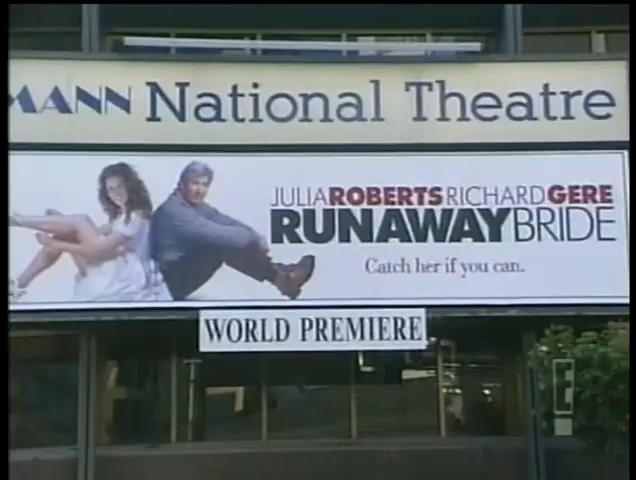 MANN National Theatre
JULIA ROBERTS RICHARD GERE
RUNAWAY BRIDE
Catch her if you can.
WORLD PREMIERE
E!